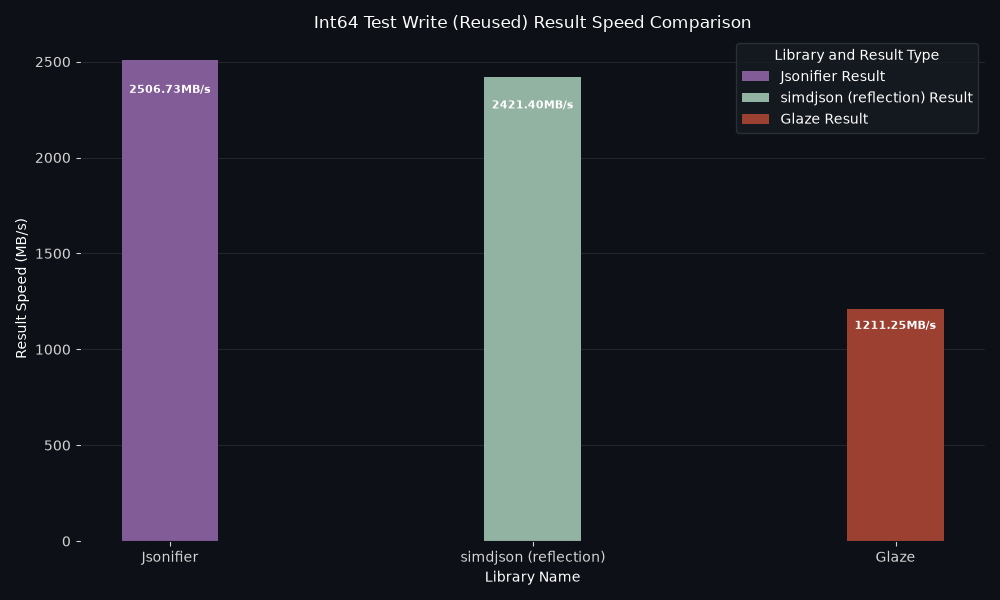 Int64 Test Write (Reused) Result Speed Comparison
Library and Result Type
Jsonifier Result
simdjson (reflection) Result
Glaze Result
Result Speed (MB/s)
2500
2000
1500
1000
500
0
2506.73MB/s
2421.40MB/s
1211.25MB/s
Jsonifier
simdjson (reflection)
Glaze
Library Name